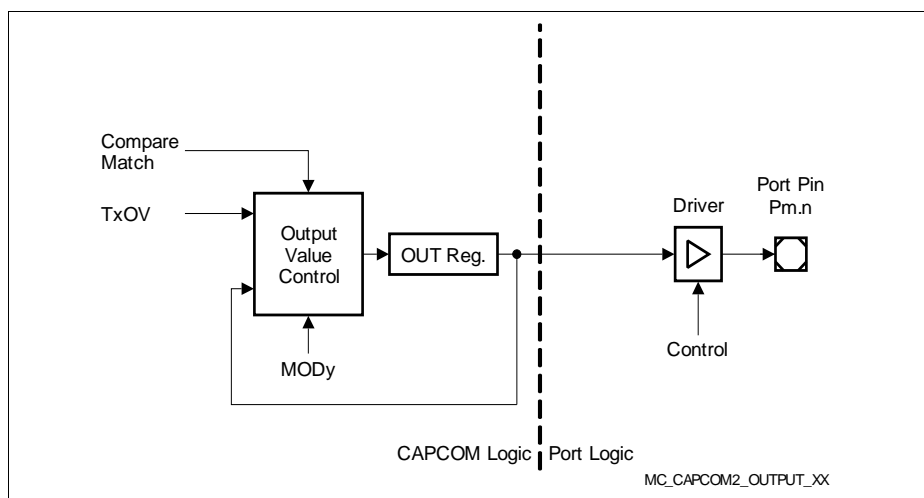 Compare
Match
TxOV
Output
Value
Control
OUT Reg.
MODy
Driver
Port Pin
Pm.n
Control
CAPCOM Logic
Port Logic
MC_CAPCOM2_OUTPUT_XX